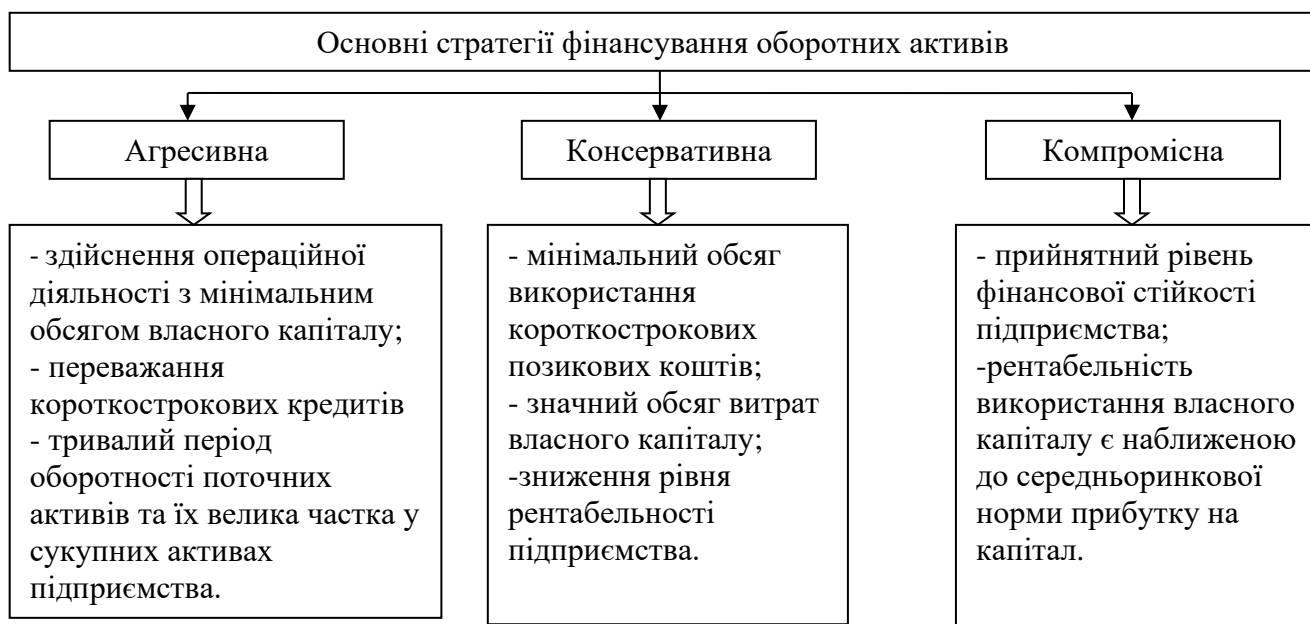 Основні стратегії фінансування оборотних активів
Агресивна
Консервативна
Компромісна
- здійснення операційної
діяльності з мінімальним
обсягом власного капіталу;
- переважання
короткострокових кредитів
- тривалий період
оборотності поточних
активів та їх велика частка у
сукупних активах
підприємства.
- мінімальний обсяг
використання
короткострокових
позикових коштів;
- значний обсяг витрат
власного капіталу;
-зниження рівня
рентабельності
підприємства.
- прийнятний рівень
фінансової стійкості
підприємства;
-рентабельність
використання власного
капіталу є наближеною
до середньоринкової
норми прибутку на
капітал.